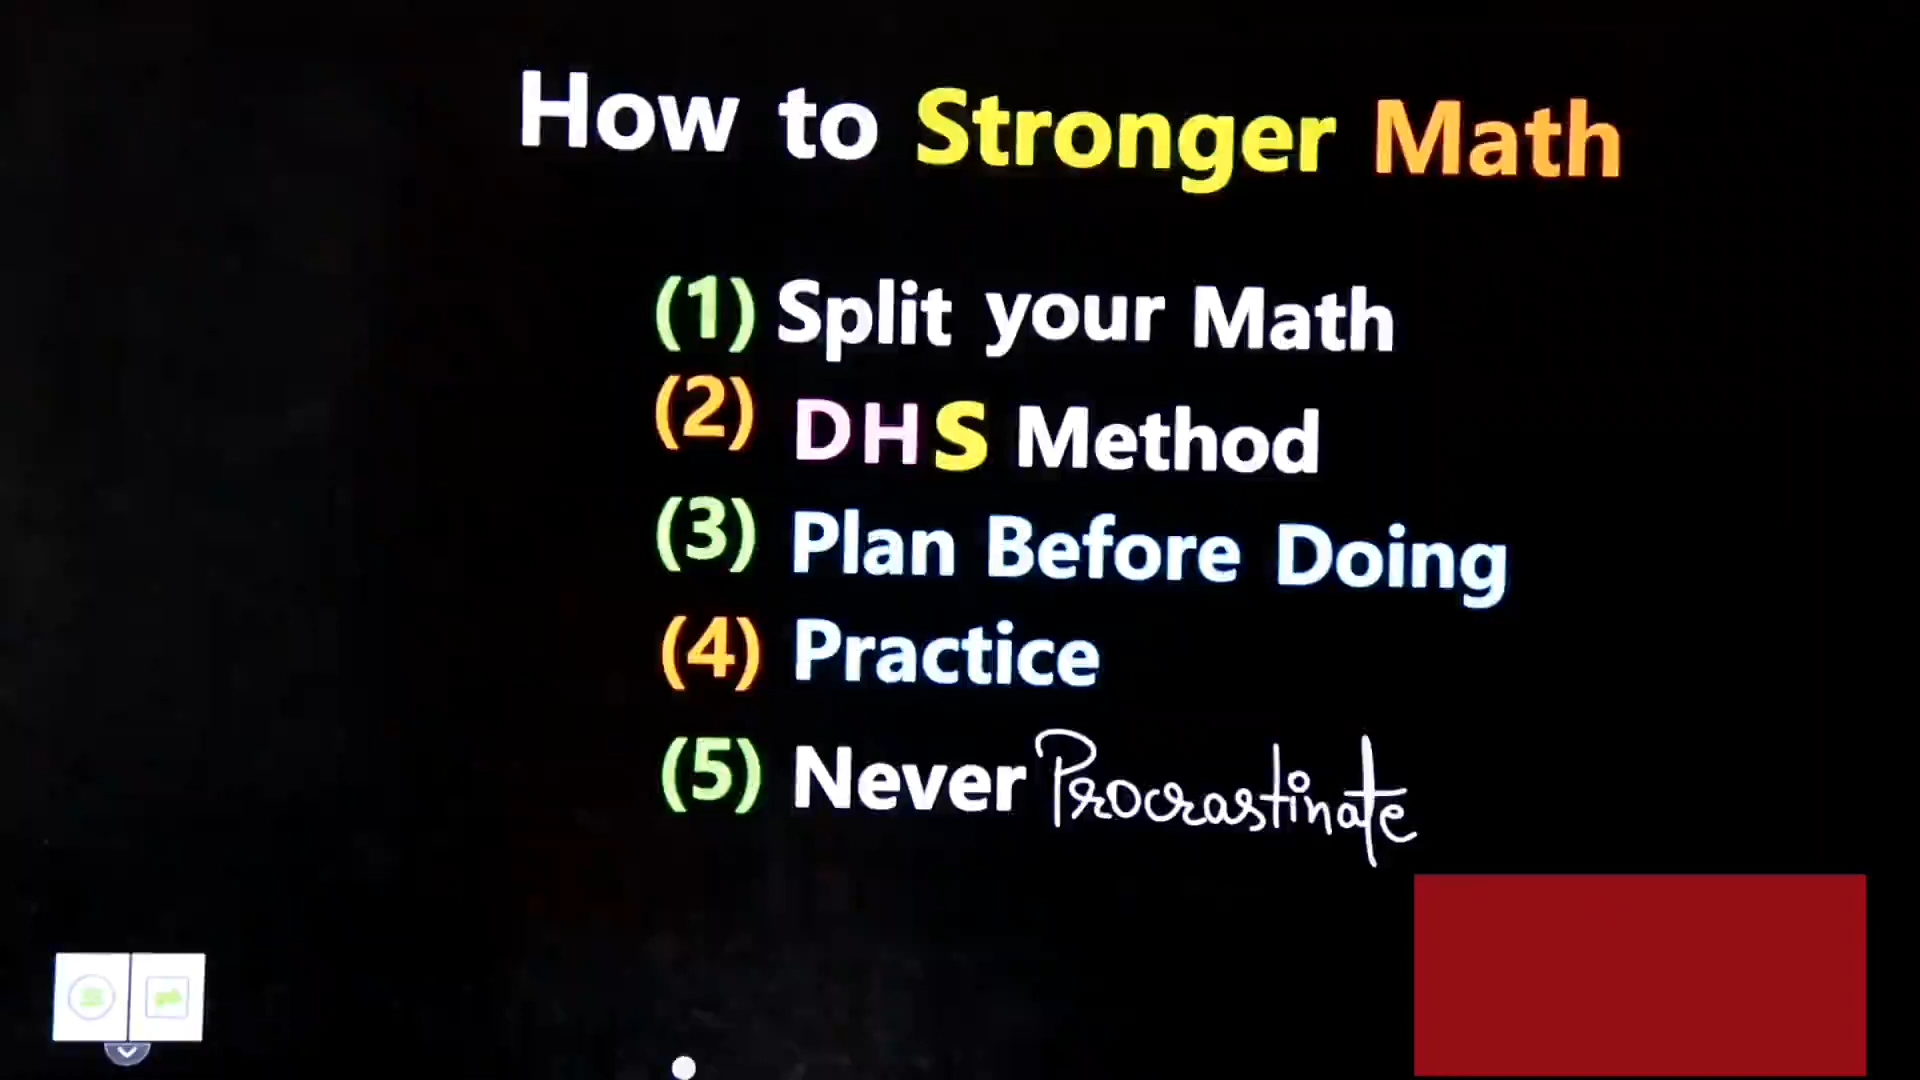 How to Stronger Math
(1) Split your Math
(2) DHS Method
(3) Plan Before Doing
(4) Practice
(5) Never Procrastinate